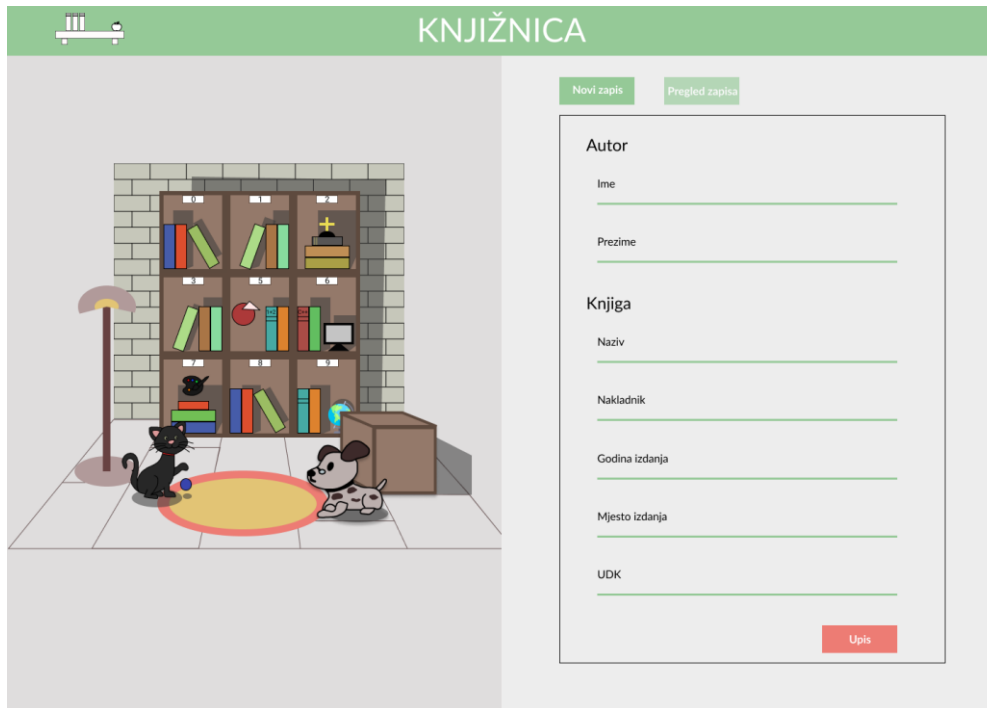 KNJIŽNICA
Novi zapis
Pregled zapisa
0
1
2
3
5
6
7
8
9
Autor
Ime
Prezime
Knjiga
Naziv
Nakladnik
Godina izdanja
Mjesto izdanja
UDK
Upis